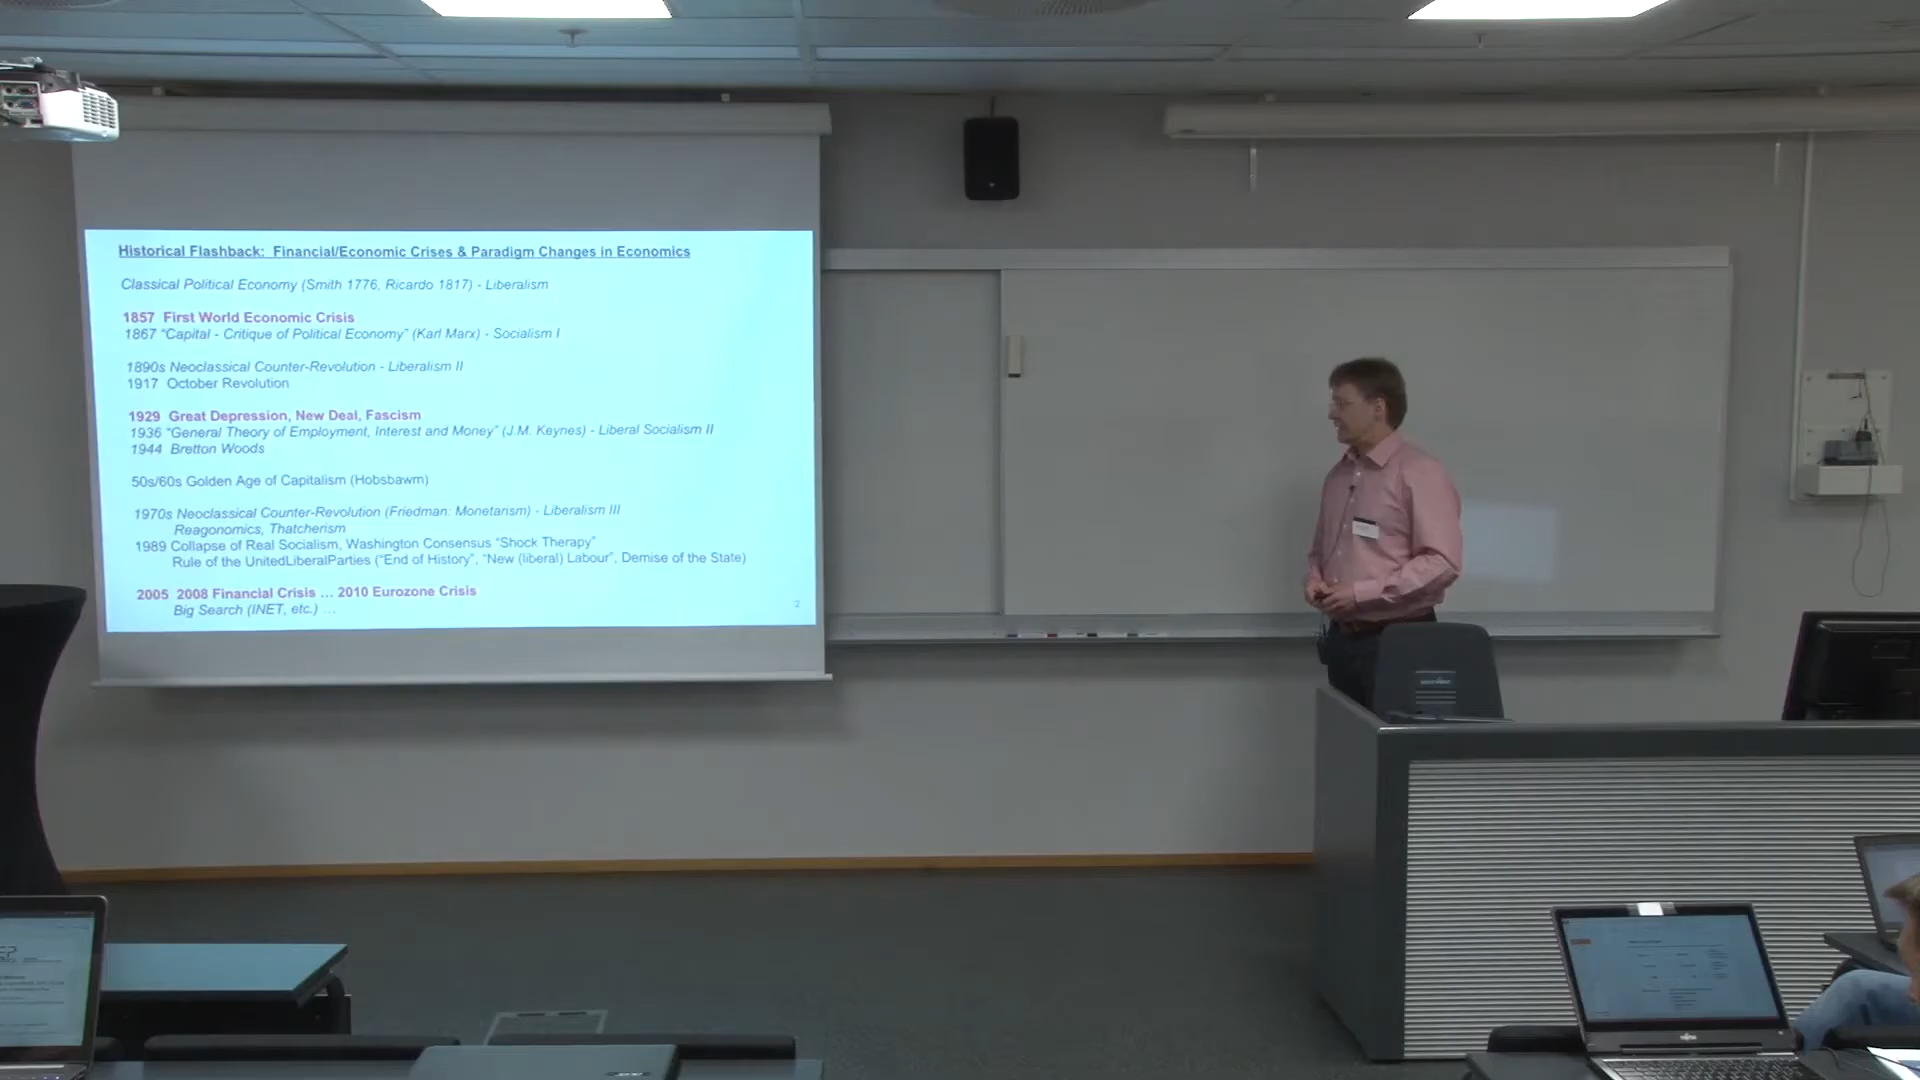 Historical Flashback: Financial/Economic Crises & Paradigm Changes in Economics
Classical Political Economy (Smith 1776, Ricardo 1817) - Liberalism
1857 First World Economic Crisis
1867 “Capital - Critique of Political Economy” (Karl Marx) - Socialism I
1890s Neoclassical Counter-Revolution - Liberalism II
1917 October Revolution
1929 Great Depression, New Deal, Fascism
1936 “General Theory of Employment, Interest and Money” (J.M. Keynes) - Liberal Socialism II
1944 Bretton Woods
50s/60s Golden Age of Capitalism (Hobsbawm)
1970s Neoclassical Counter-Revolution (Friedman: Monetarism) - Liberalism III
Reagonomics, Thatcherism
1989 Collapse of Real Socialism, Washington Consensus “Shock Therapy”
Rule of the UnitedLiberalParties (“End of History”, “New (liberal) Labour”, Demise of the State)
2005 2008 Financial Crisis ... 2010 Eurozone Crisis
Big Search (INET, etc.) ...
2